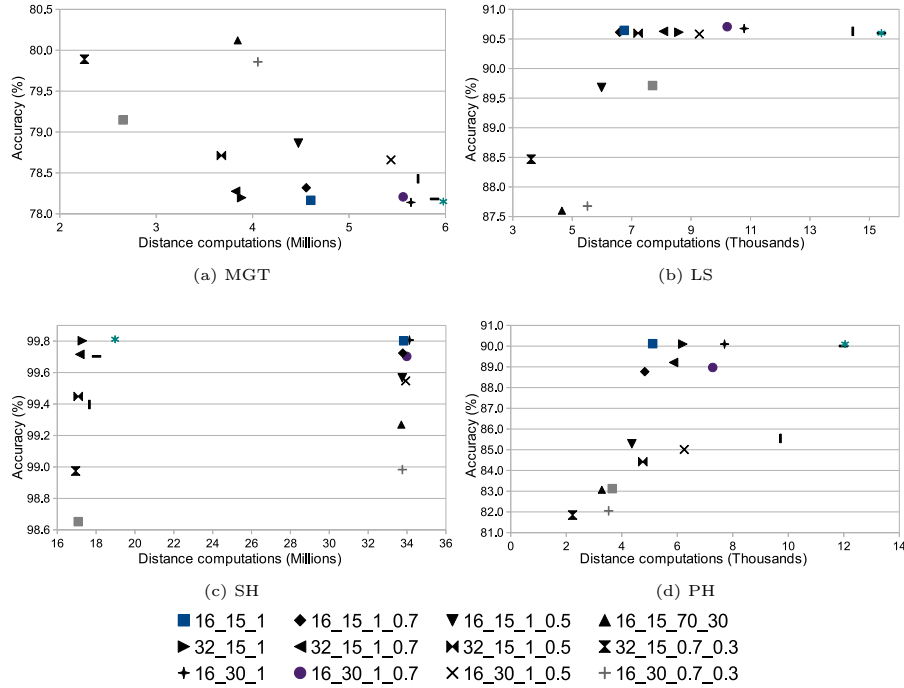 80.5
80.0
79.5
79.0
78.5
78.0
Accuracy (%)
2 3 4 5 6
Distance computations (Millions)
(a) MGT
91.0
90.5
90.0
89.5
89.0
88.5
88.0
87.5
Accuracy (%)
3 5 7 9 11 13 15
Distance computations (Thousands)
(b) LS
99.8
99.6
99.4
99.2
99.0
98.8
98.6
Accuracy (%)
16 18 20 22 24 26 28 30 32 34 36
Distance computations (Millions)
(c) SH
91.0
90.0
89.0
88.0
87.0
86.0
85.0
84.0
83.0
82.0
81.0
Accuracy (%)
0 2 4 6 8 10 12 14
Distance computations (Thousands)
(d) PH
16_15_1 16_15_1_0.7 16_15_1_0.5 16_15_70_30
32_15_1 32_15_1_0.7 32_15_1_0.5 32_15_0.7_0.3
16_30_1 16_30_1_0.7 16_30_1_0.5 16_30_0.7_0.3